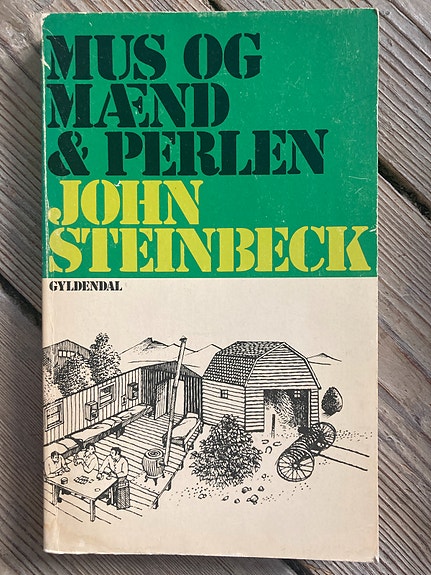 MUS OG
MÆND
& PERLEN
JOHN
STEINBECK
GYLDENDAL